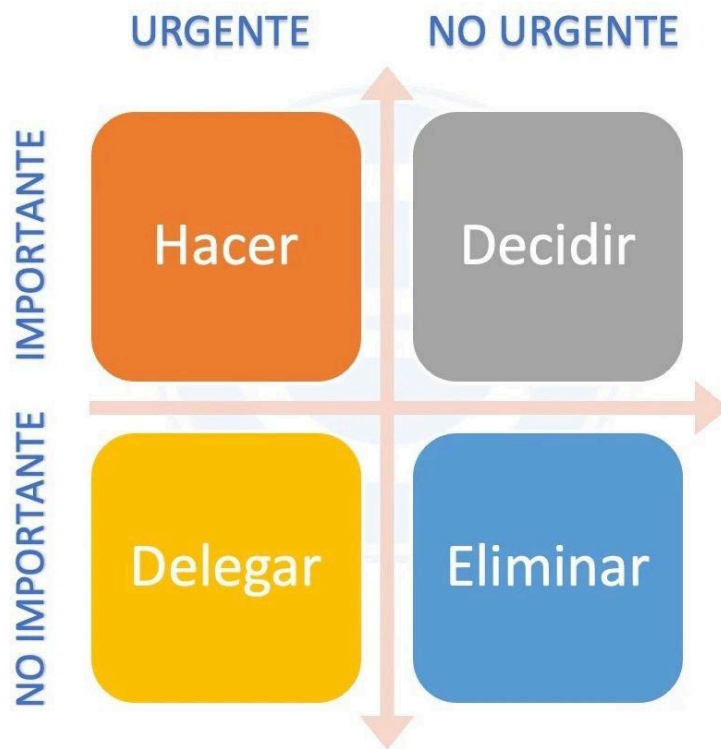 URGENTE
NO URGENTE
IMPORTANTE
Hacer
Decidir
NO IMPORTANTE
Delegar
Eliminar